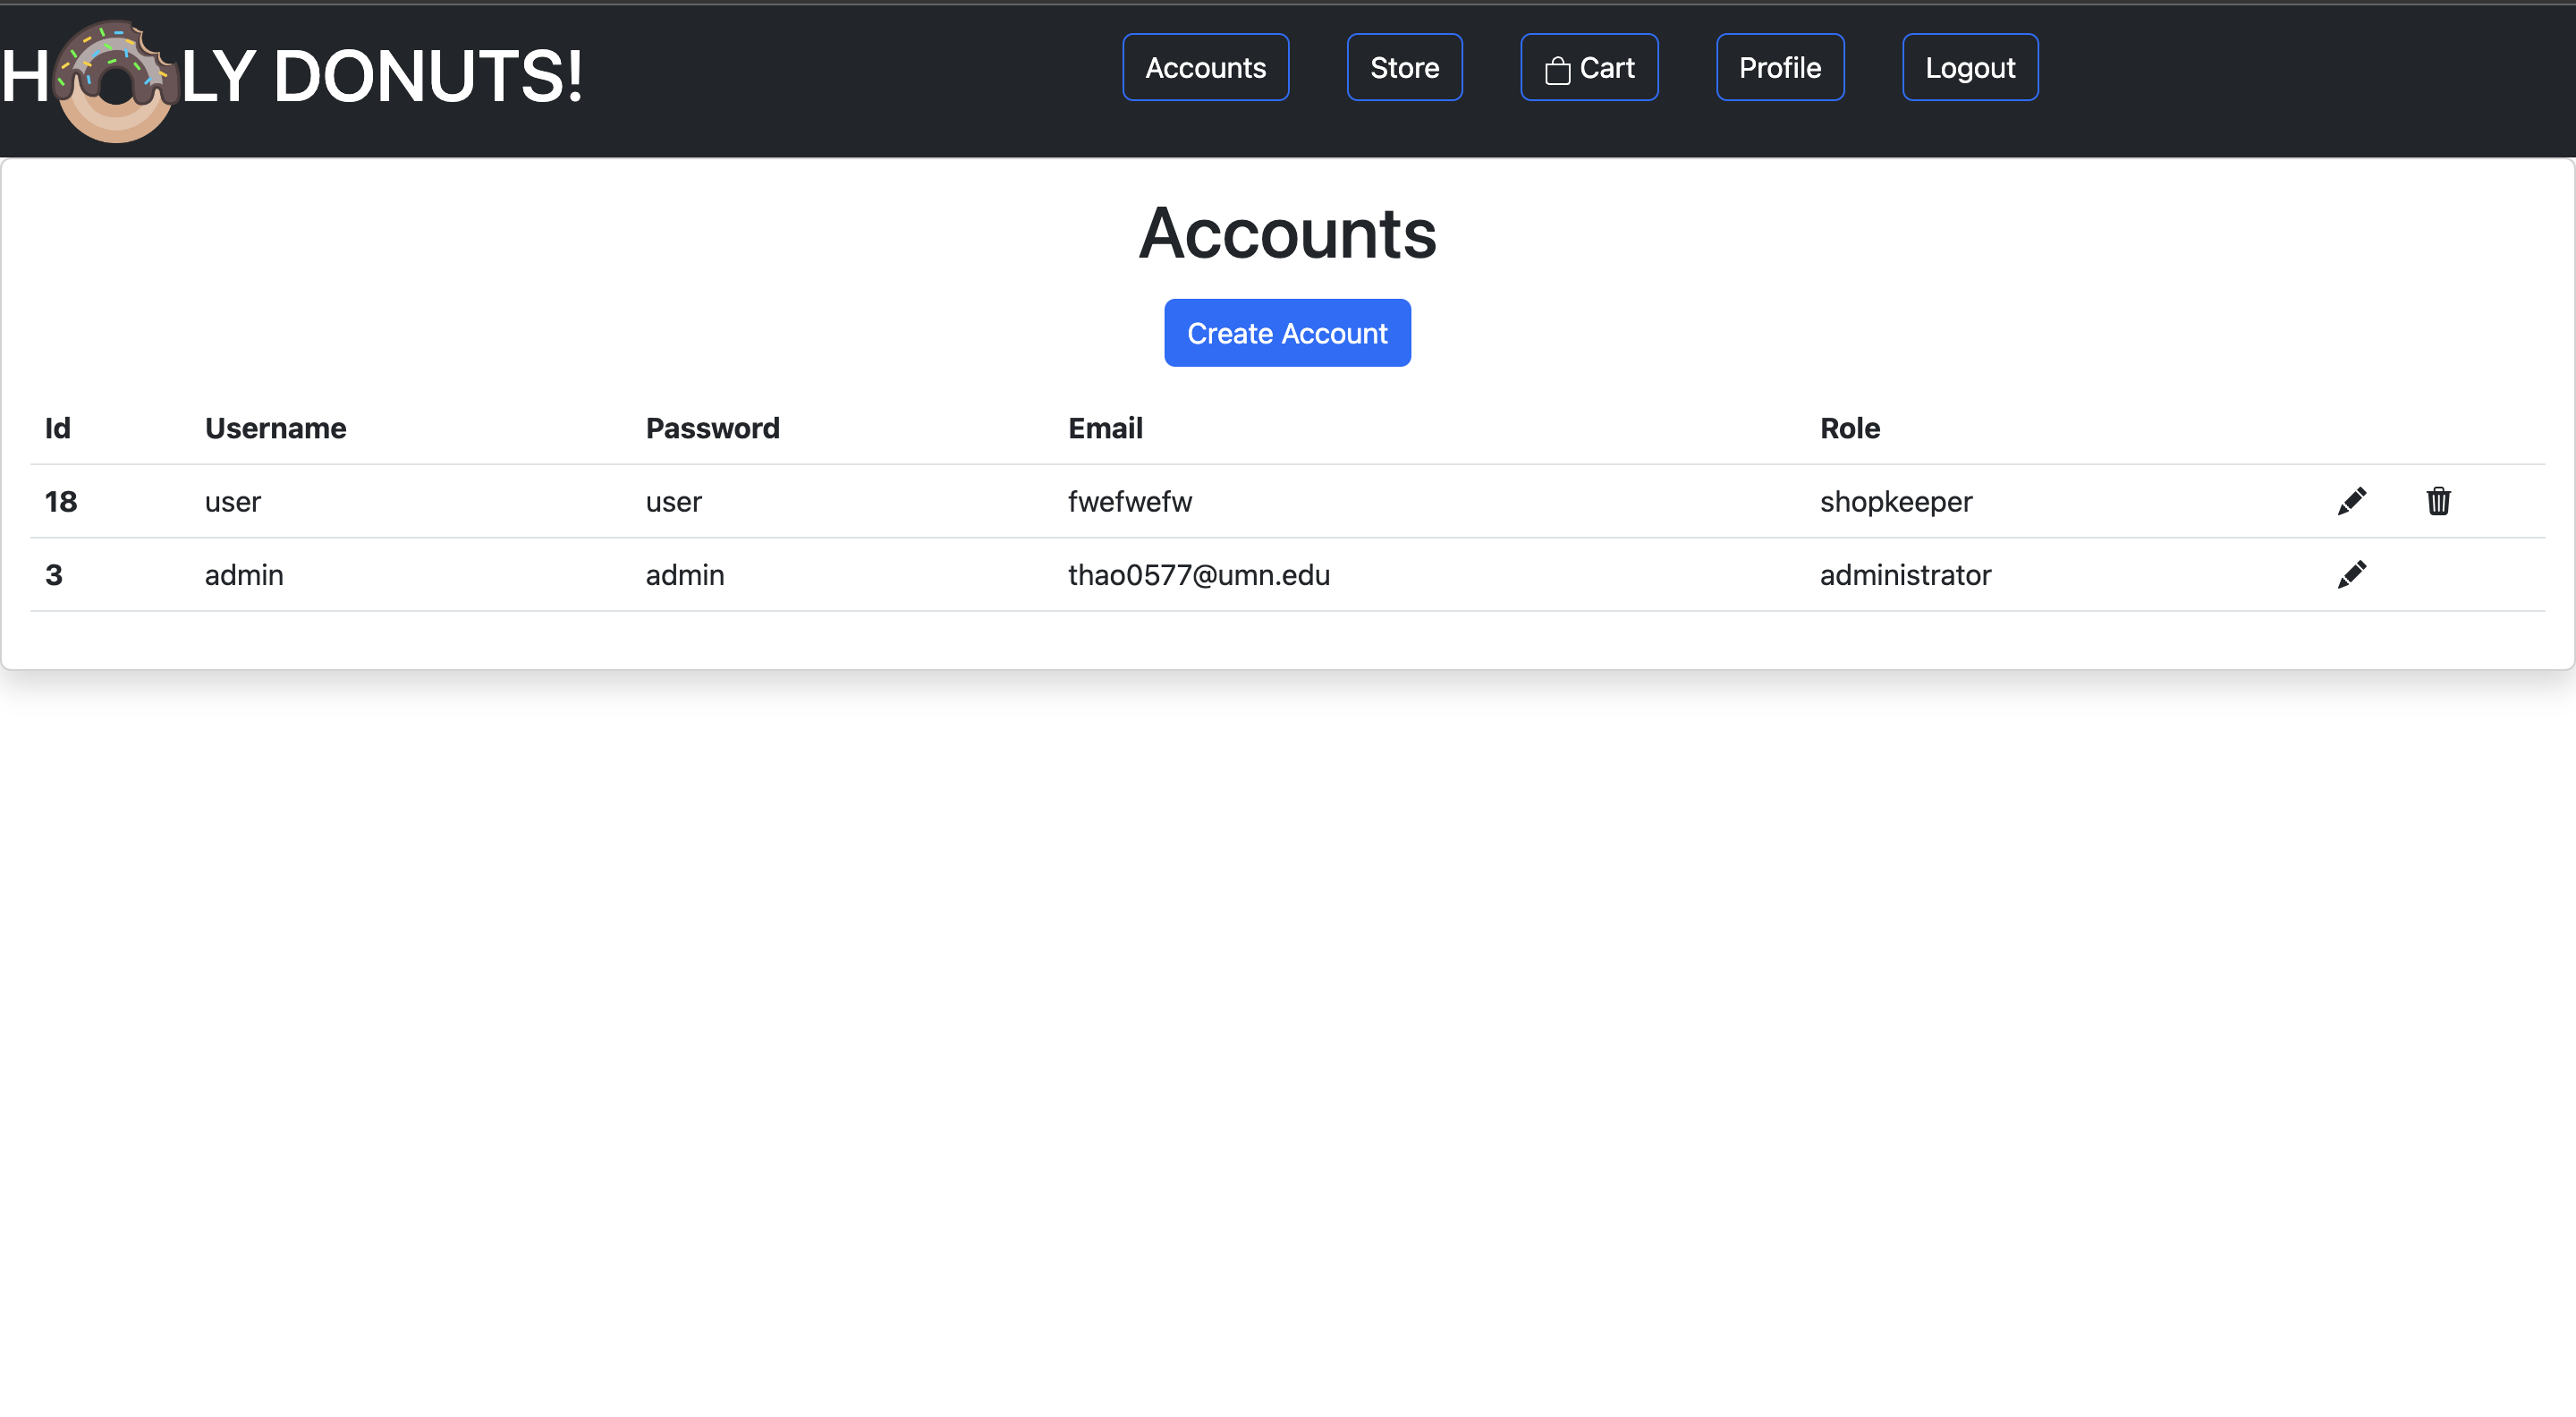 HOLY DONUTS!
Accounts Store Cart Profile Logout
Accounts
Create Account
Id Username Password Email Role
18 user user fwefwefw shopkeeper
3 admin admin thao0577@umn.edu administrator